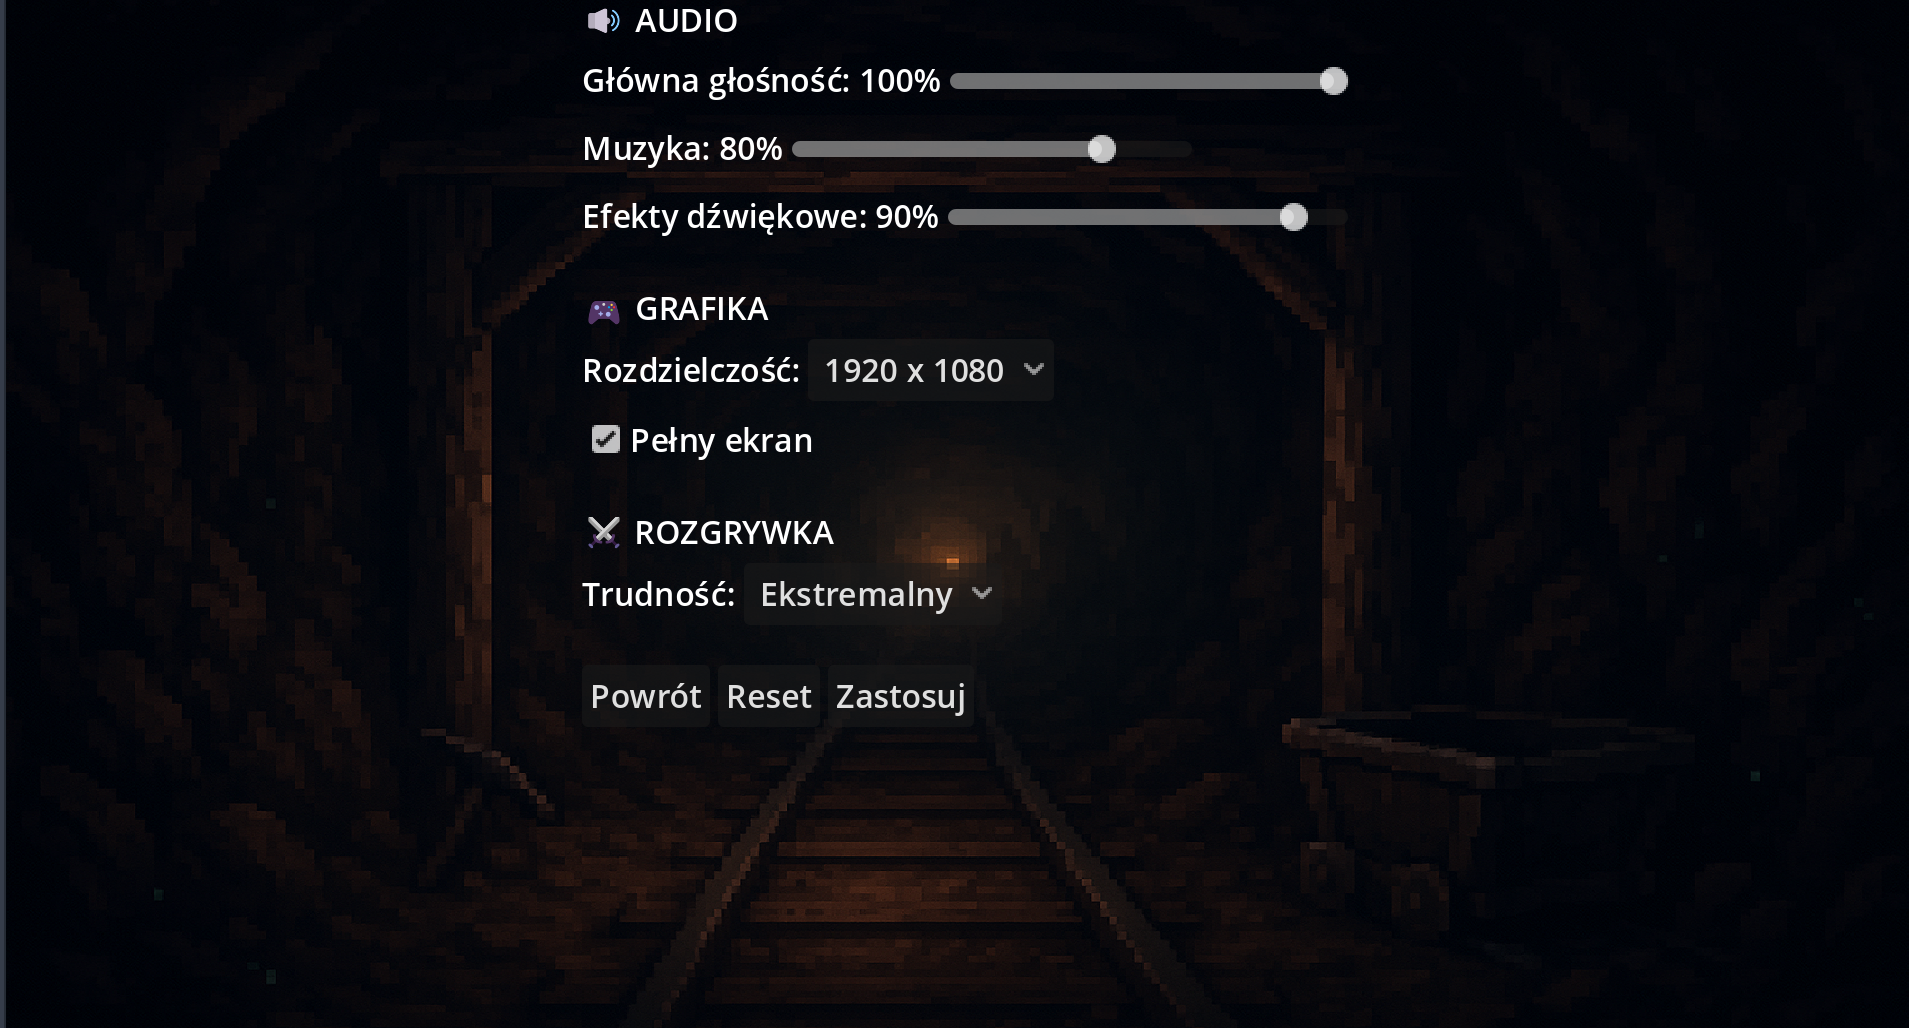 AUDIO
Główna głośność: 100%
Muzyka: 80%
Efekty dźwiękowe: 90%
GRAFIKA
Rozdzielczość: 1920 x 1080
Pełny ekran
ROZGRYWKA
Trudność: Ekstremalny
Powrót Reset Zastosuj